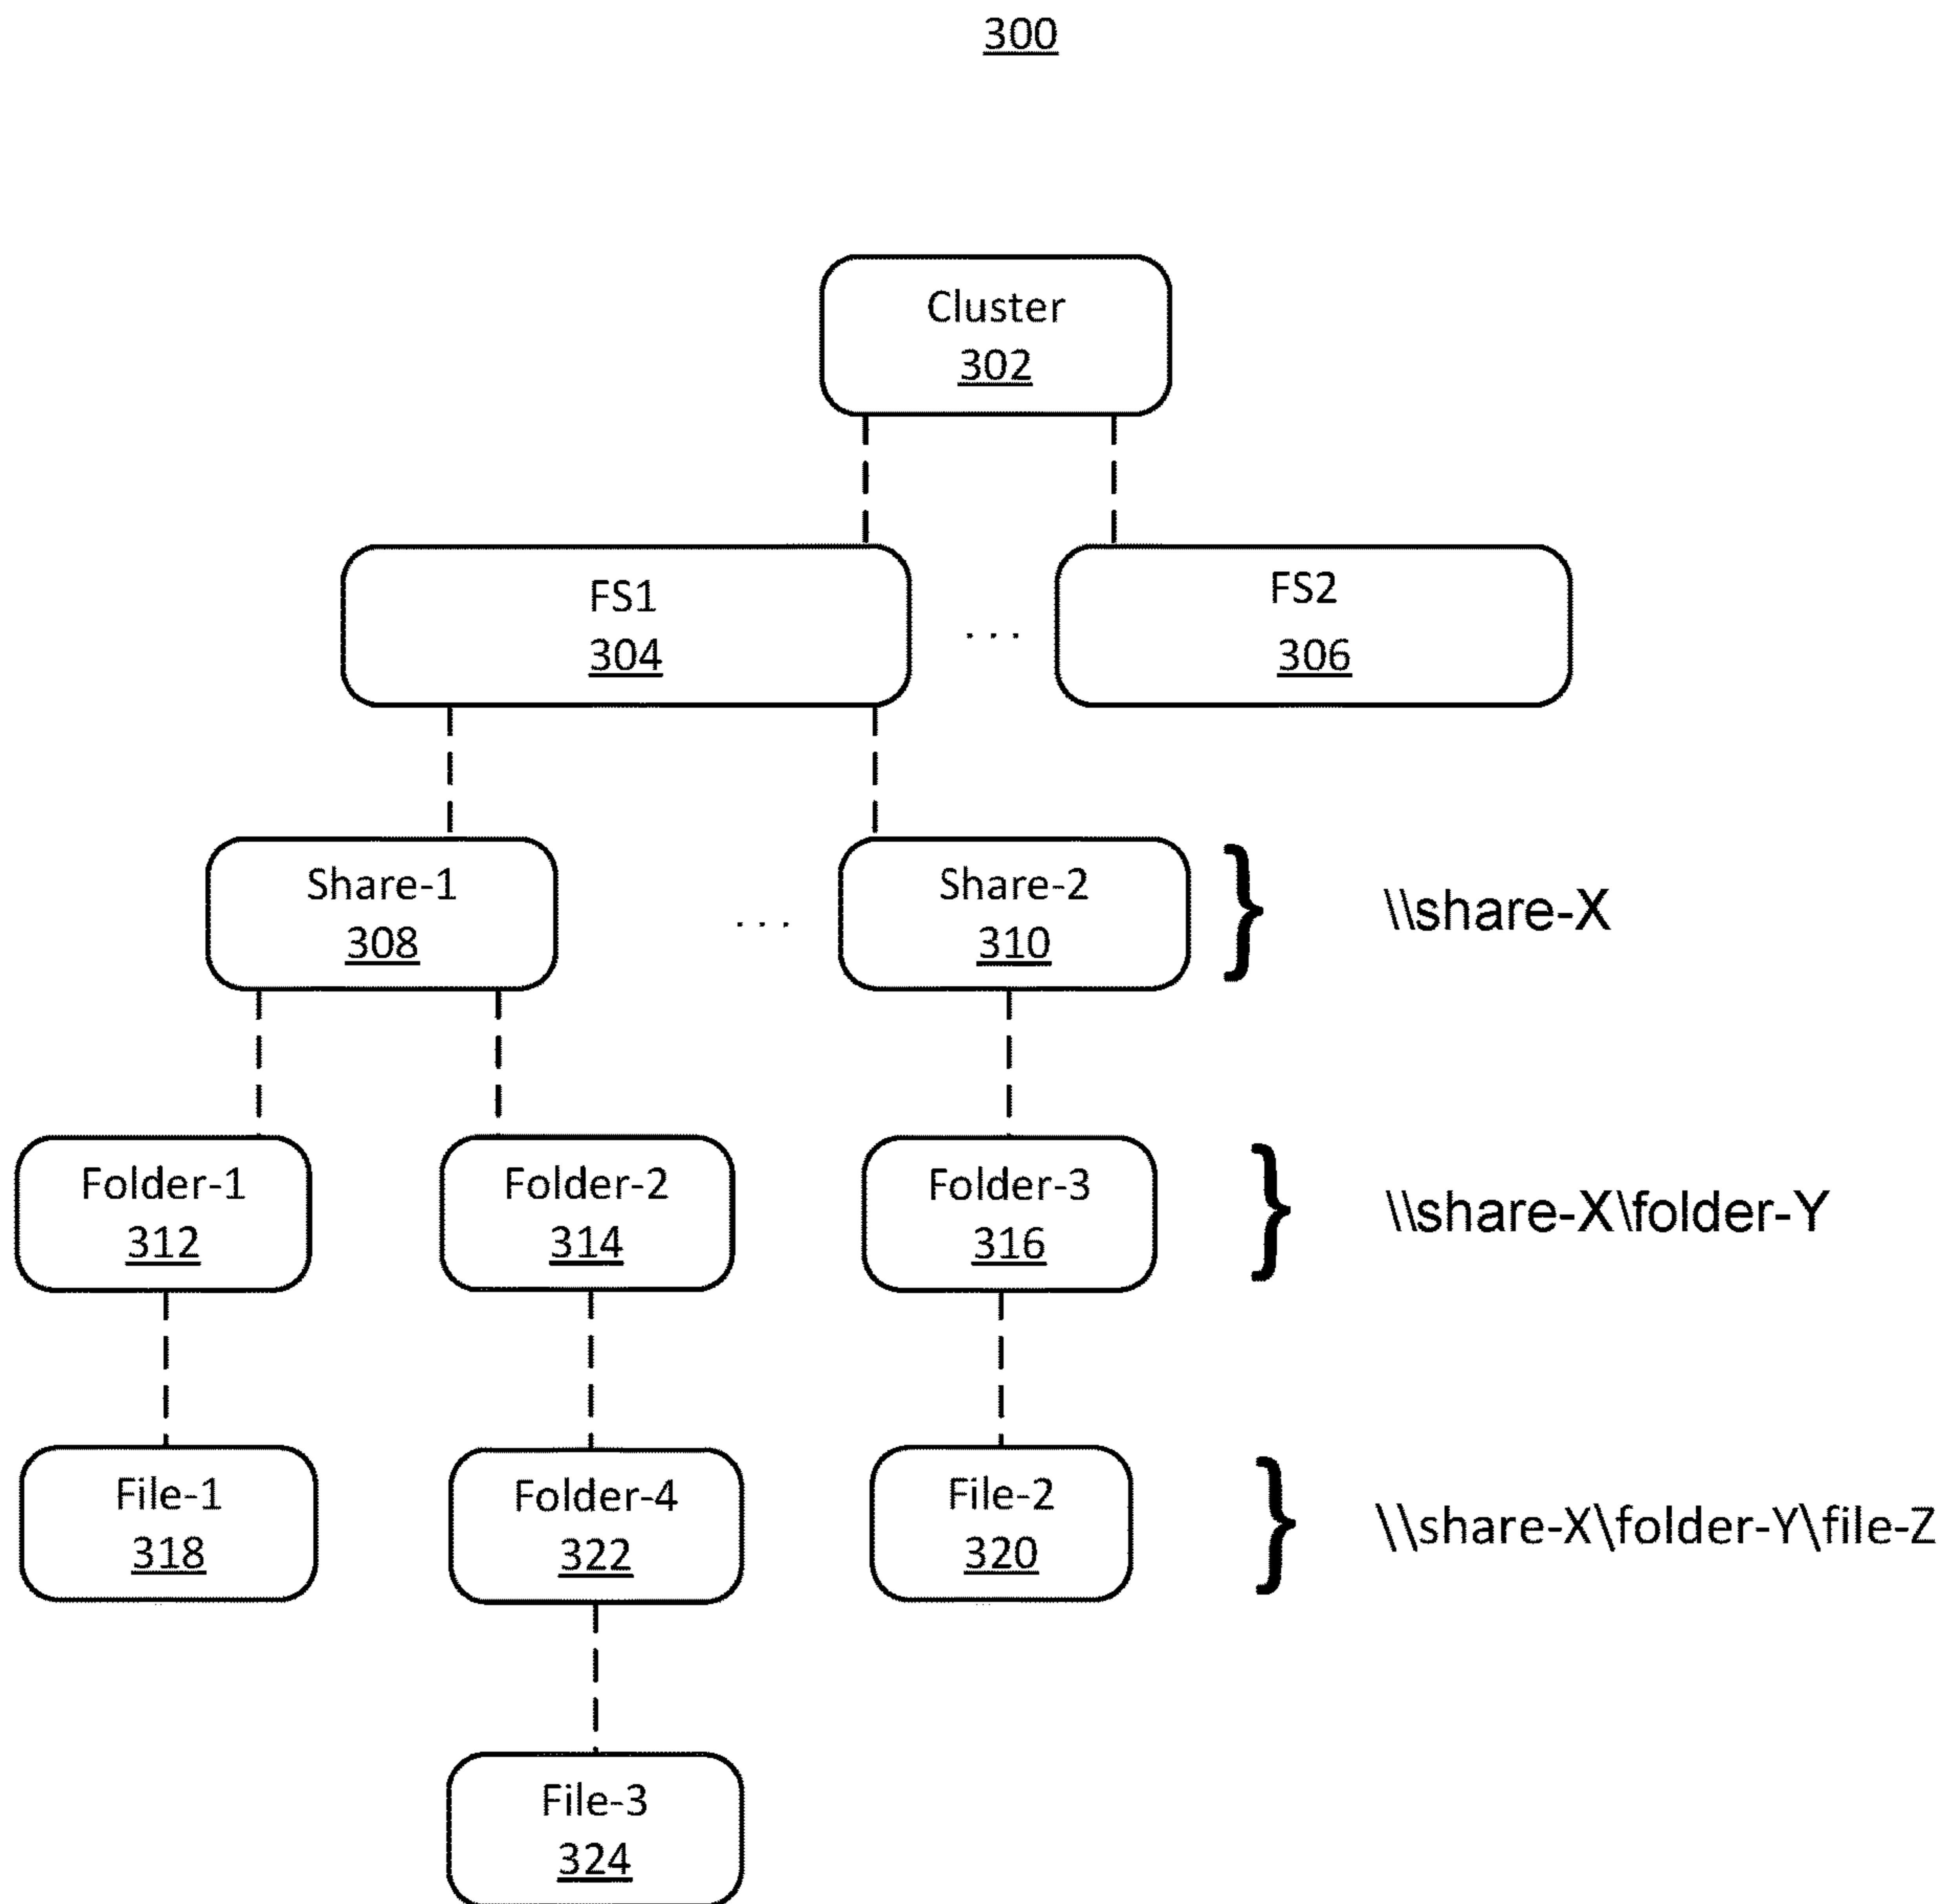 300
Cluster
302
FS1
304
. . .
FS2
306
Share-1
308
. . .
Share-2
310
\\share-X
Folder-1
312
Folder-2
314
Folder-3
316
\\share-X\folder-Y
File-1
318
Folder-4
322
File-2
320
\\share-X\folder-Y\file-Z
File-3
324